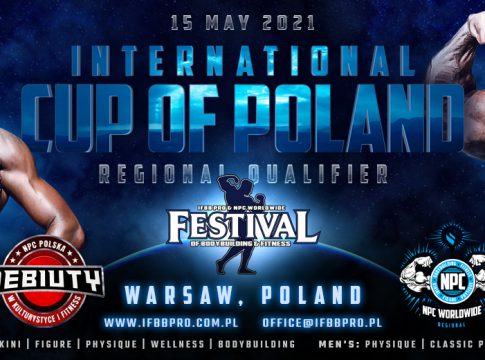 15 MAY 2021
INTERNATIONAL
CUP OF POLAND
REGIONAL QUALIFIER
IFBB PRO & NPC WORLDWIDE
FESTIVAL
OF BODYBUILDING & FITNESS
NPC POLSKA
DEBIUTY
W KULTURYSTYCE I FITNESS
NPC
NPC WORLDWIDE
REGIONAL
WARSAW, POLAND
WWW.IFBBPRO.COM.PL OFFICE@IFBBPRO.PL
KINI | FIGURE | PHYSIQUE | WELLNESS | BODYBUILDING MEN'S: PHYSIQUE | CLASSIC P